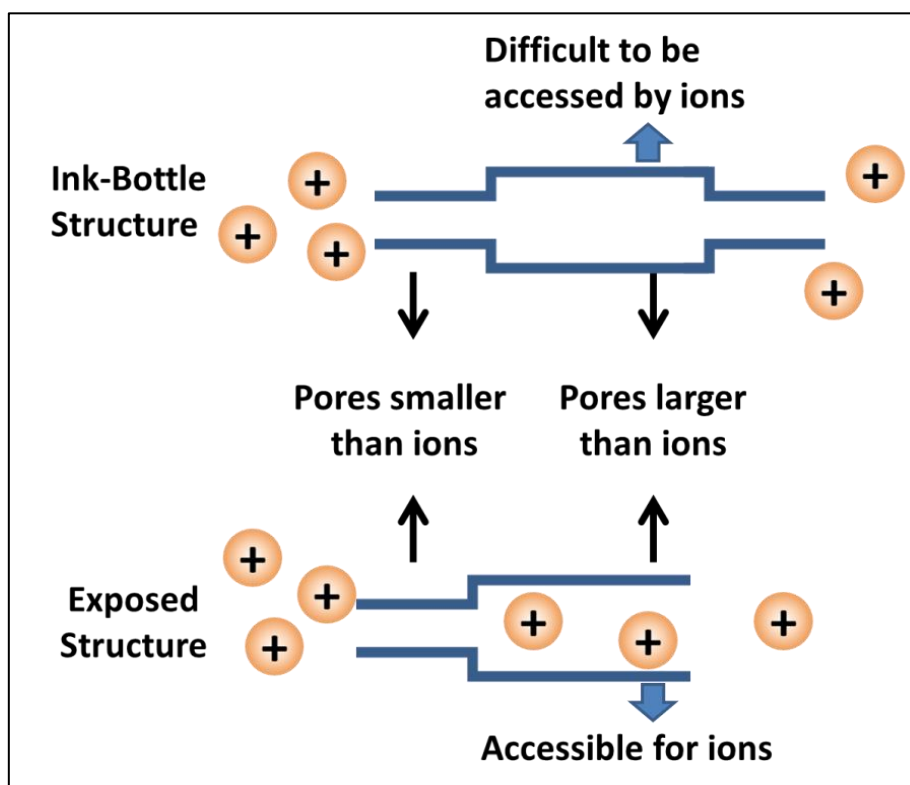 Difficult to be
accessed by ions
Ink-Bottle
Structure
+
+
+
+
+
Pores smaller
than ions
Pores larger
than ions
Exposed
Structure
+
+
+
+
+
+
Accessible for ions